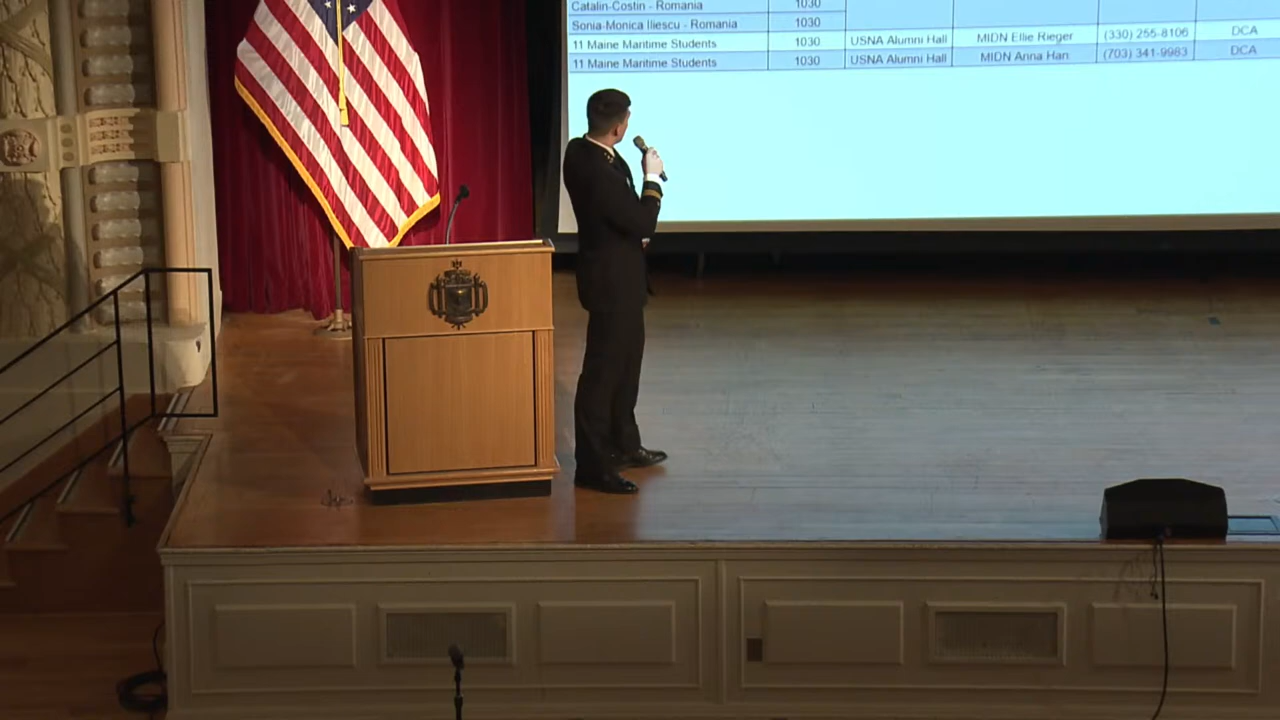 Catalin-Costin - Romania 1030
Sonia-Monica Iliescu - Romania 1030
11 Maine Maritime Students 1030 USNA Alumni Hall MIDN Ellie Rieger (330) 255-8106 DCA
11 Maine Maritime Students 1030 USNA Alumni Hall MIDN Anna Han (703) 341-9983 DCA